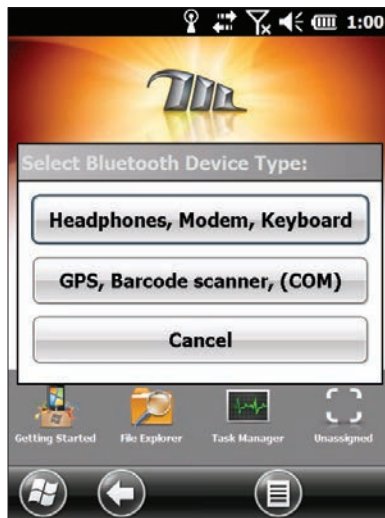 1:00
Select Bluetooth Device Type:
Headphones, Modem, Keyboard
GPS, Barcode scanner, (COM)
Cancel
Getting Started File Explorer Task Manager Unassigned